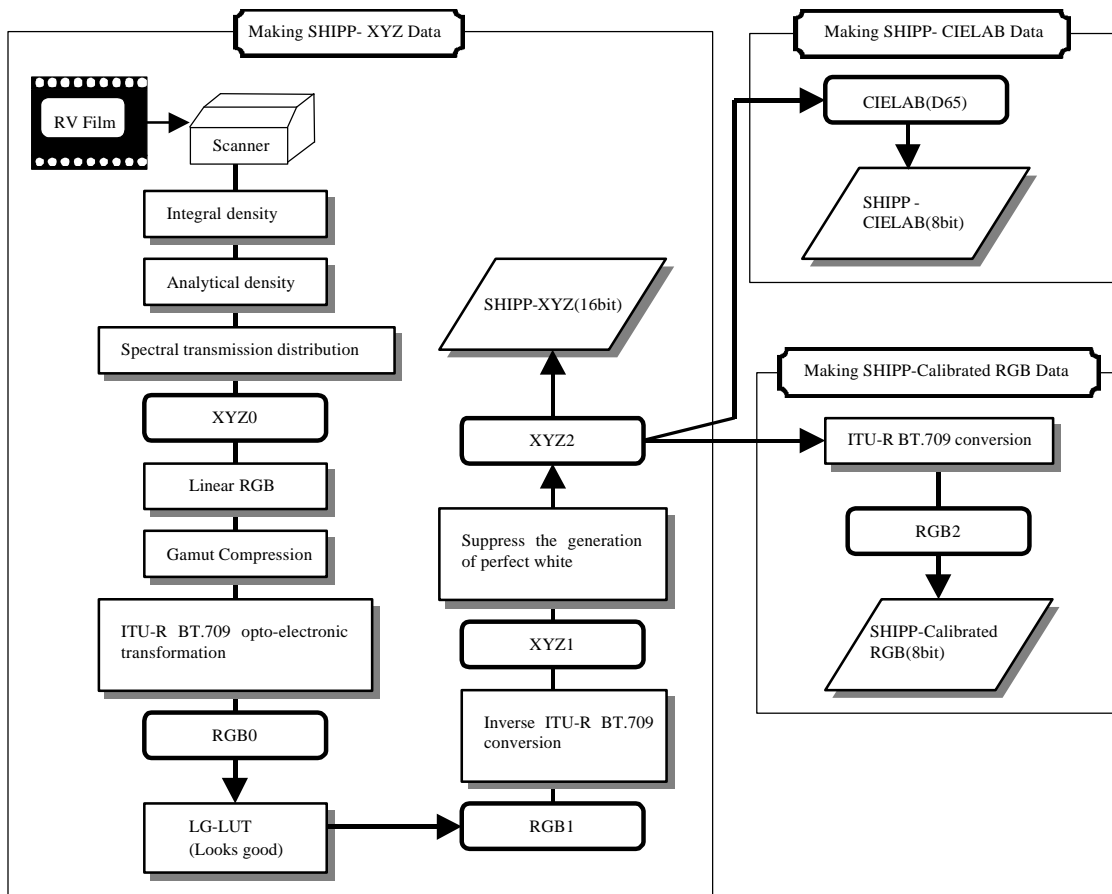 Making SHIPP- XYZ Data
RV Film
Scanner
Integral density
Analytical density
Spectral transmission distribution
XYZ0
Linear RGB
Gamut Compression
ITU-R BT.709 opto-electronic
transformation
RGB0
LG-LUT
(Looks good)
SHIPP-XYZ(16bit)
XYZ2
Suppress the generation
of perfect white
XYZ1
Inverse ITU-R BT.709
conversion
RGB1
Making SHIPP- CIELAB Data
CIELAB(D65)
SHIPP -
CIELAB(8bit)
Making SHIPP-Calibrated RGB Data
ITU-R BT.709 conversion
RGB2
SHIPP-Calibrated
RGB(8bit)